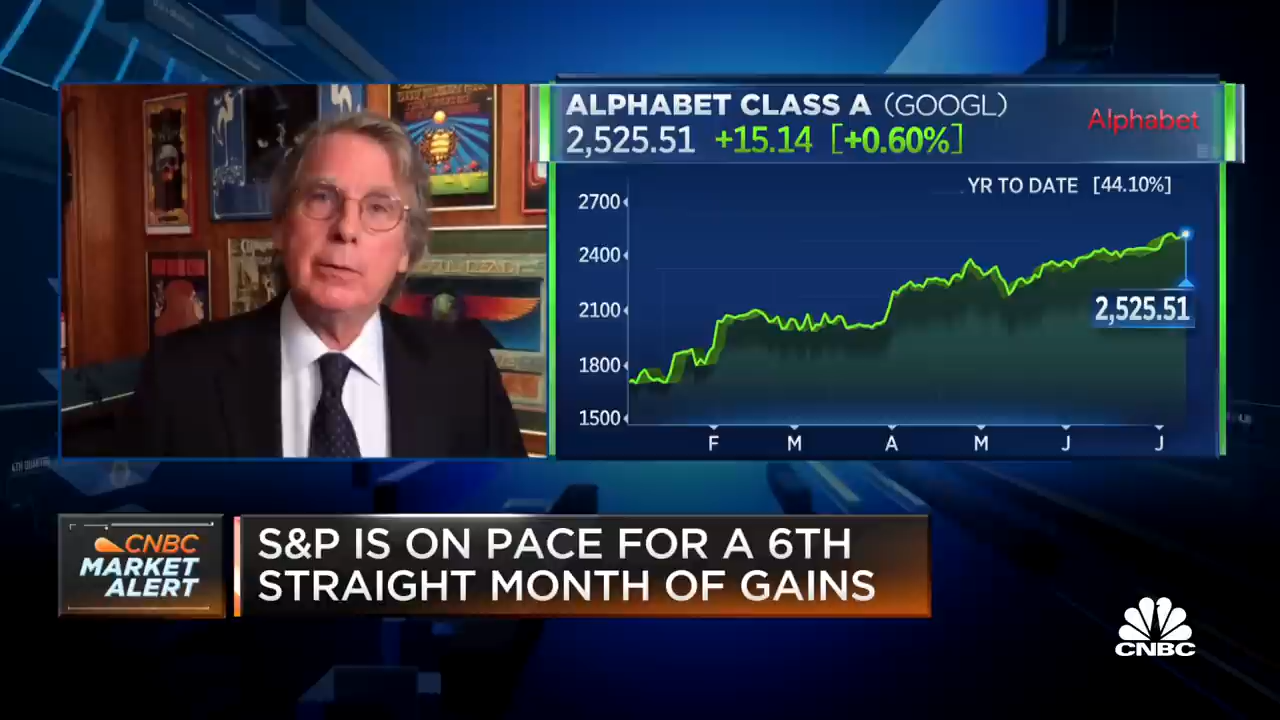 ALPHABET CLASS A (GOOGL)
2,525.51 +15.14 [+0.60%]
Alphabet
YR TO DATE [44.10%]
2700
2400
2100
1800
1500
2,525.51
F M A M J J
CNBC
MARKET
ALERT
S&P IS ON PACE FOR A 6TH
STRAIGHT MONTH OF GAINS
CNBC